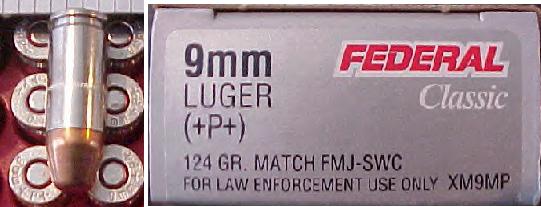 9mm FEDERAL
LUGER Classic
(+P+)
124 GR. MATCH FMJ-SWC
FOR LAW ENFORCEMENT USE ONLY XM9MP